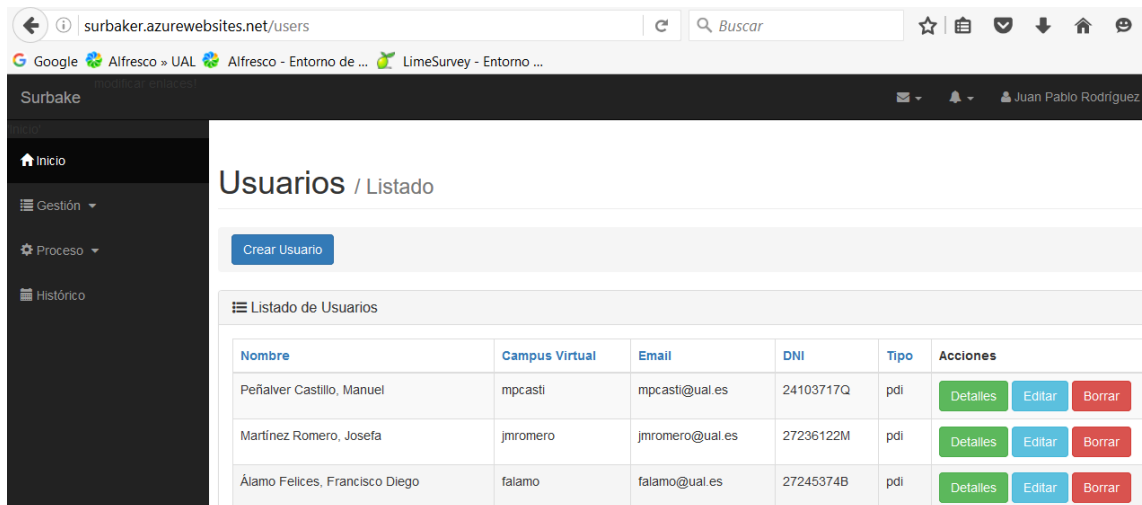 surbaker.azurewebsites.net/users
Buscar
Google Alfresco » UAL Alfresco - Entorno de ... LimeSurvey - Entorno ...
Surbake modificar enlaces! Juan Pablo Rodríguez
Inicio
Gestión
Proceso
Histórico
Usuarios / Listado
Crear Usuario
Listado de Usuarios
Nombre Campus Virtual Email DNI Tipo Acciones
Peñalver Castillo, Manuel mpcasti mpcasti@ual.es 24103717Q pdi Detalles Editar Borrar
Martínez Romero, Josefa jmromero jmromero@ual.es 27236122M pdi Detalles Editar Borrar
Álamo Felices, Francisco Diego falamo falamo@ual.es 27245374B pdi Detalles Editar Borrar